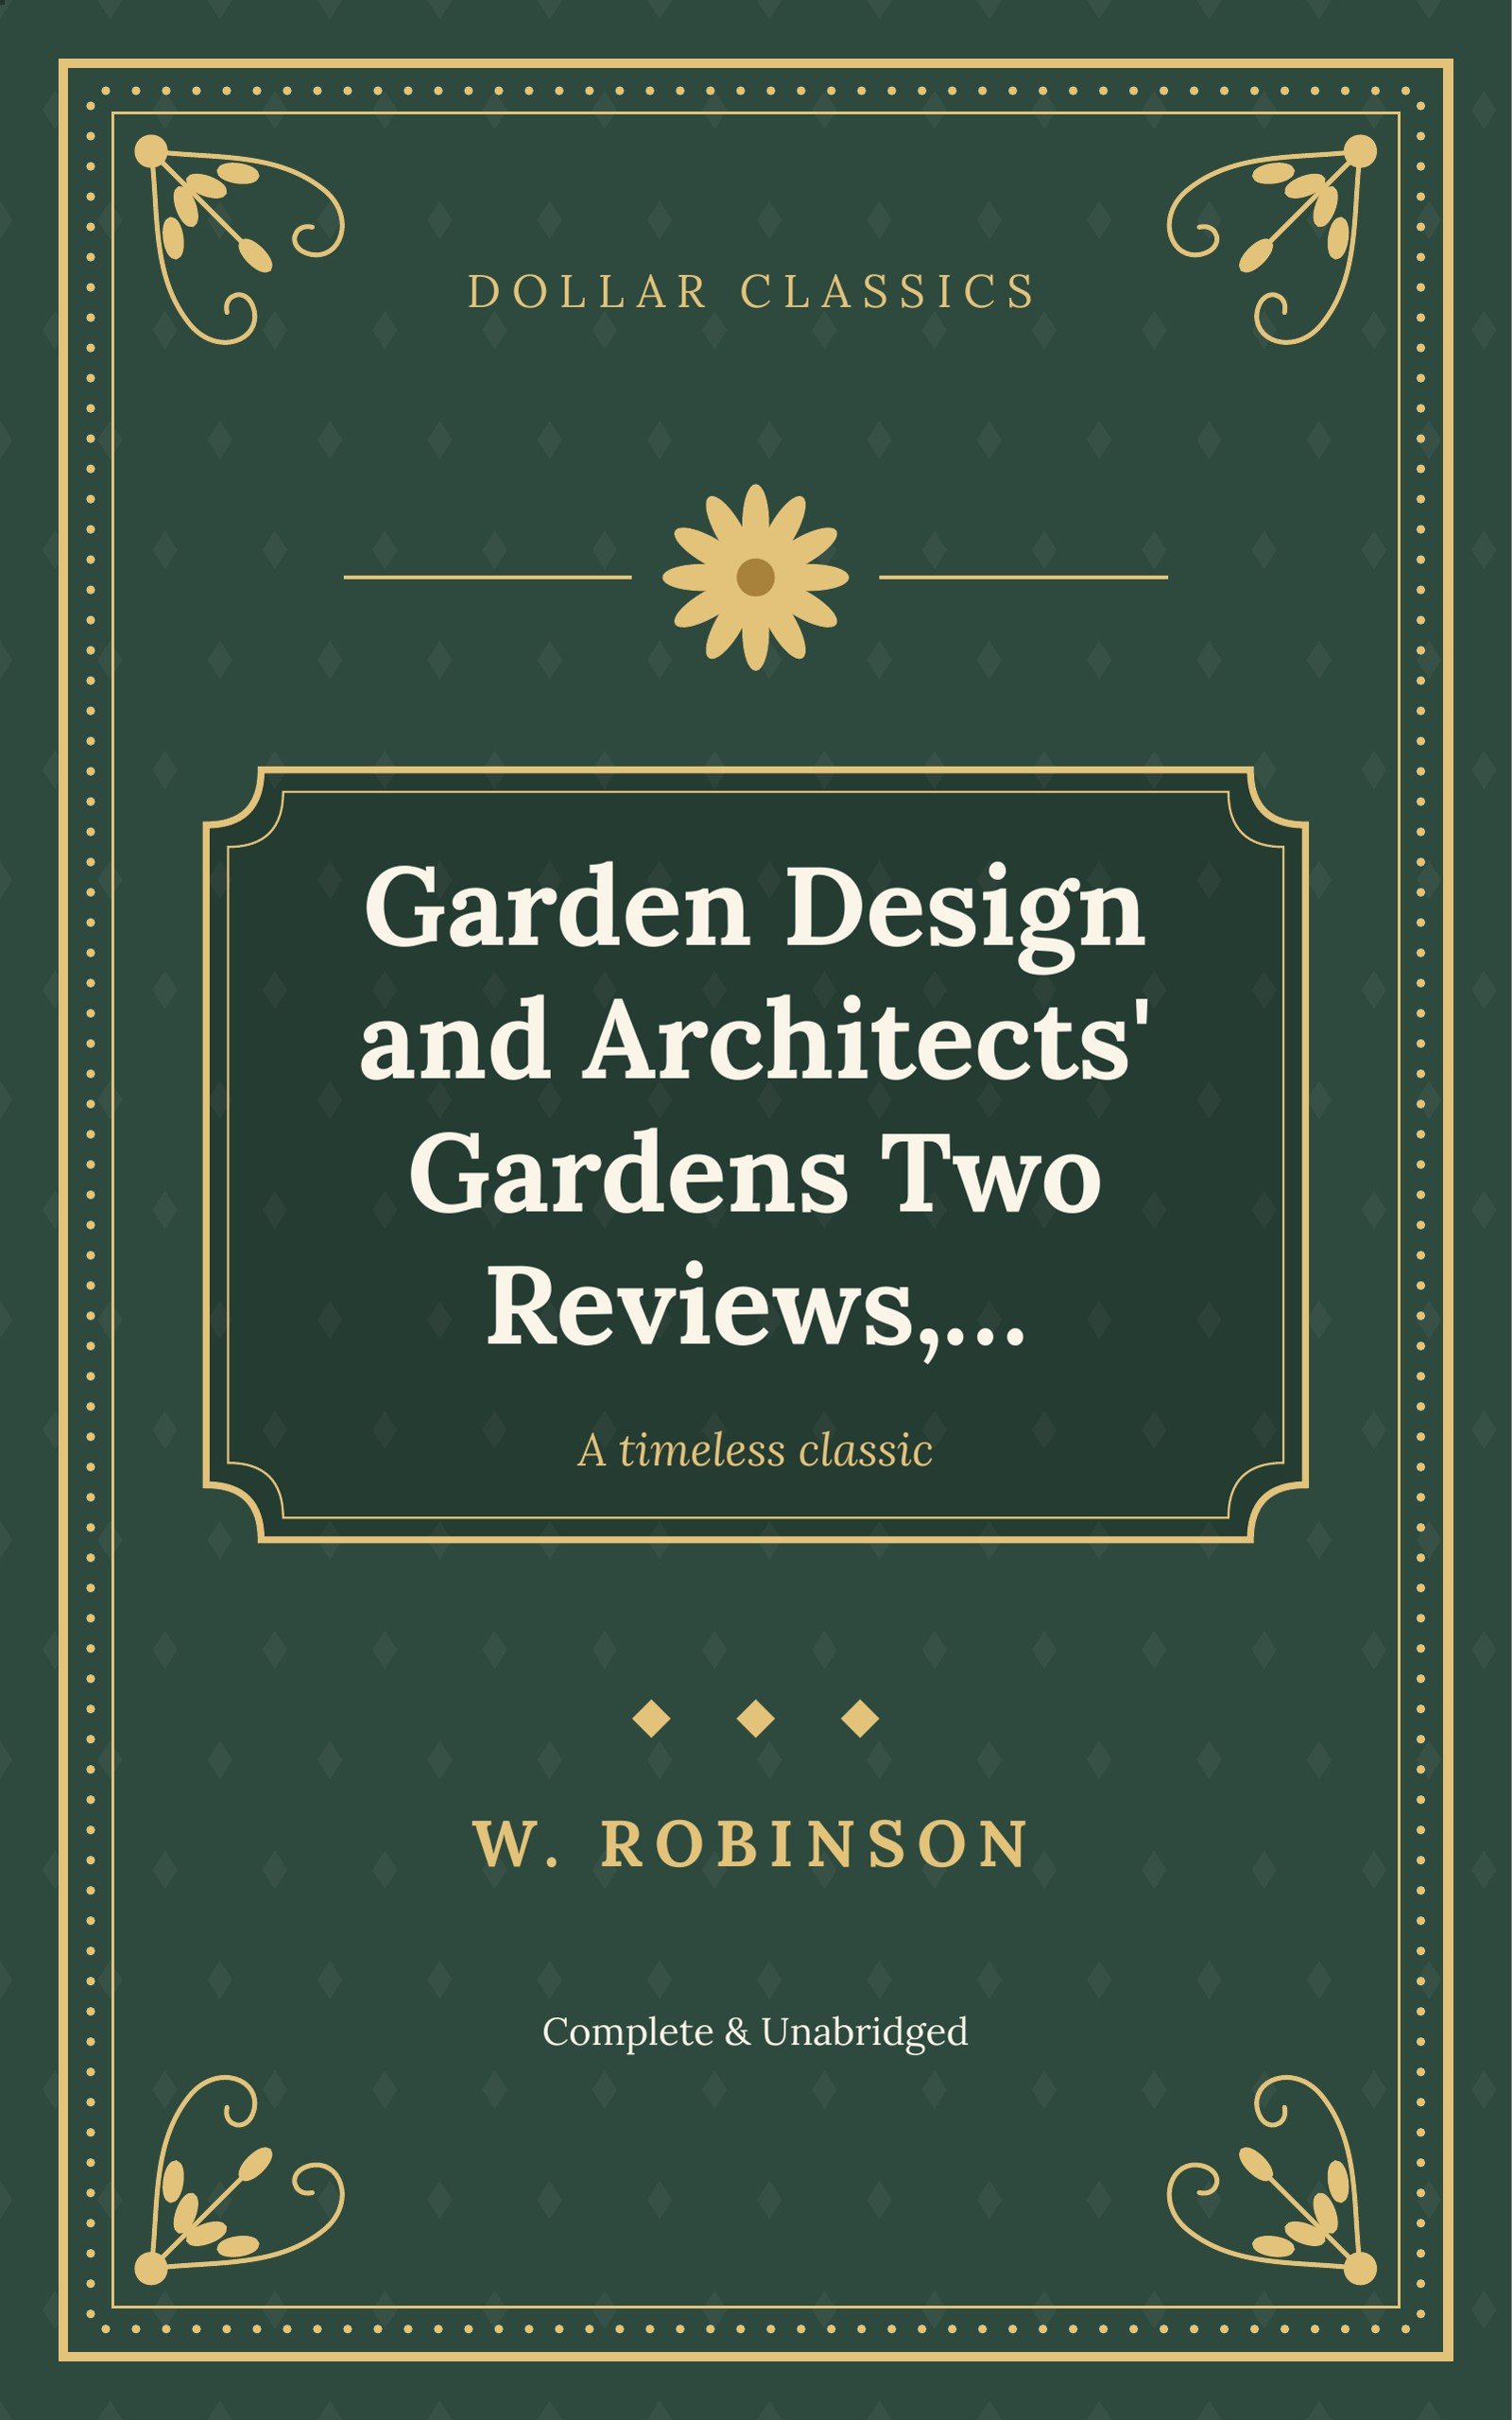 DOLLAR CLASSICS
Garden Design
and Architects'
Gardens Two
Reviews,...
A timeless classic
W. ROBINSON
Complete & Unabridged